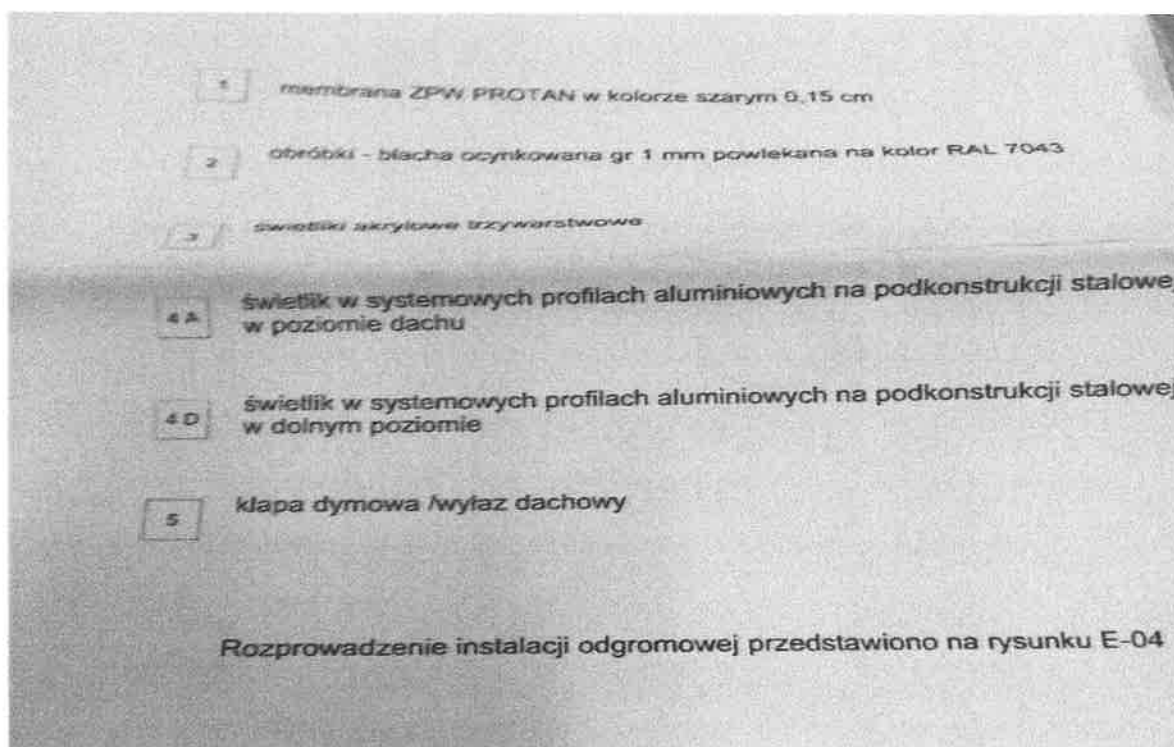 1 membrana ZPW PROTAN w kolorze szarym 0,15 cm
2 obróbki - blacha ocynkowana gr 1 mm powlekana na kolor RAL 7043
3 świetliki akrylowe trzywarstwowe
4 A świetlik w systemowych profilach aluminiowych na podkonstrukcji stalowej
w poziomie dachu
4 D świetlik w systemowych profilach aluminiowych na podkonstrukcji stalowej
w dolnym poziomie
5 klapa dymowa /wyłaz dachowy
Rozprowadzenie instalacji odgromowej przedstawiono na rysunku E-04